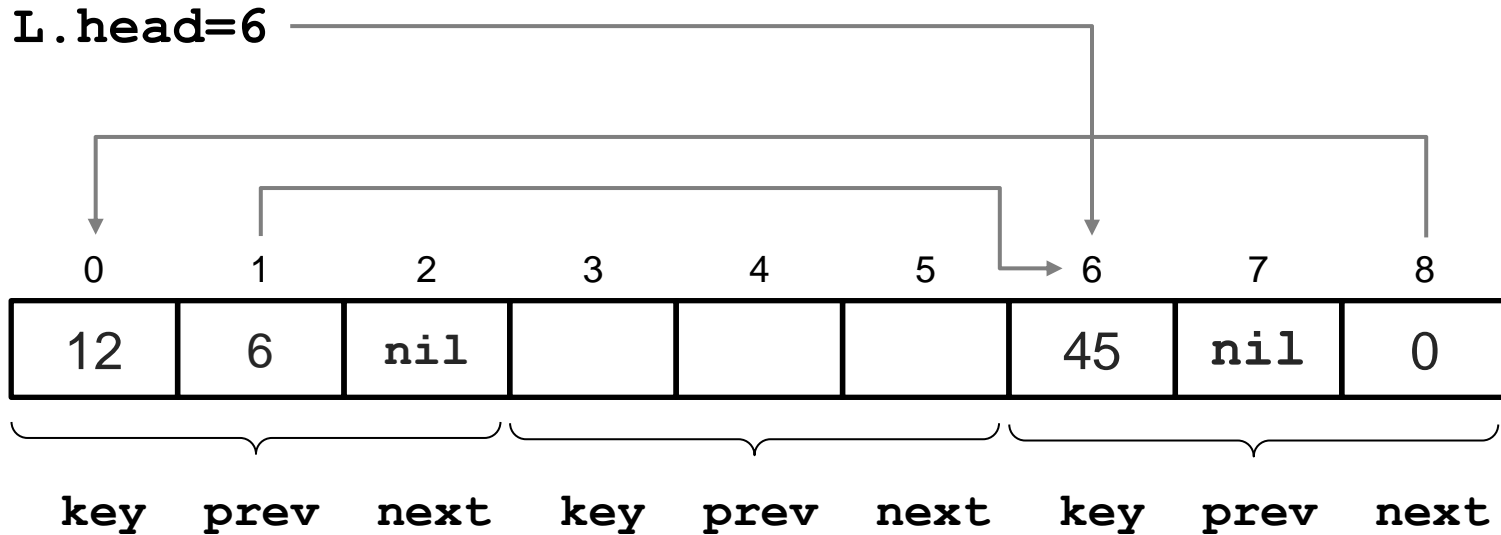 L.head=6
0 1 2 3 4 5 6 7 8
12 6 nil 45 nil 0
key prev next key prev next key prev next